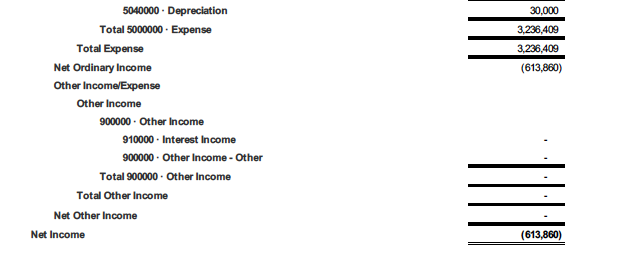 5040000 · Depreciation 30,000
Total 5000000 · Expense 3,236,409
Total Expense 3,236,409
Net Ordinary Income (613,860)
Other Income/Expense
Other Income
900000 · Other Income
910000 · Interest Income -
900000 · Other Income - Other -
Total 900000 · Other Income -
Total Other Income -
Net Other Income -
Net Income (613,860)